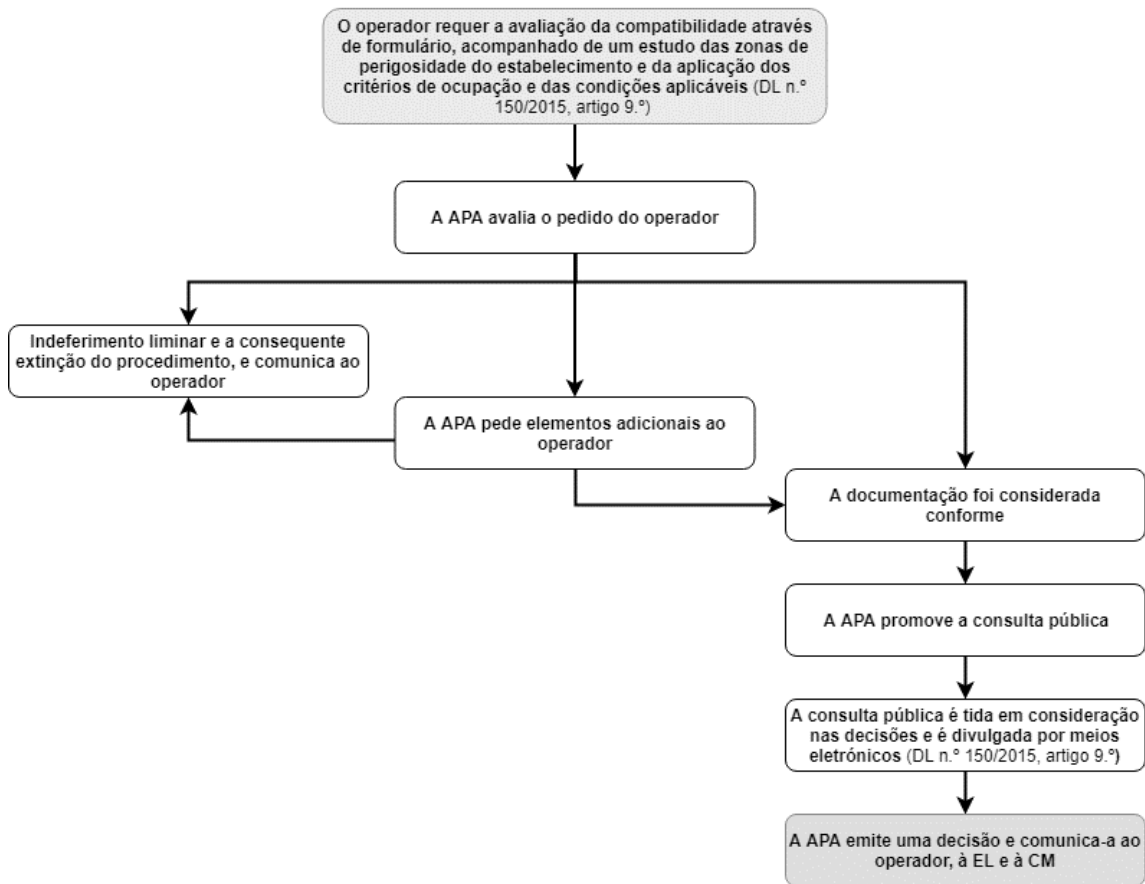 O operador requer a avaliação da compatibilidade através
de formulário, acompanhado de um estudo das zonas de
perigosidade do estabelecimento e da aplicação dos
critérios de ocupação e das condições aplicáveis (DL n.º
150/2015, artigo 9.º)
A APA avalia o pedido do operador
Indeferimento liminar e a consequente
extinção do procedimento, e comunica ao
operador
A APA pede elementos adicionais ao
operador
A documentação foi considerada
conforme
A APA promove a consulta pública
A consulta pública é tida em consideração
nas decisões e é divulgada por meios
eletrónicos (DL n.º 150/2015, artigo 9.º)
A APA emite uma decisão e comunica-a ao
operador, à EL e à CM